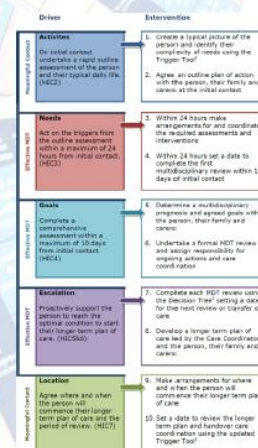 Driver
Intervention
Meaningful Contact
Activities
On initial contact
undertake a rapid outline
assessment of the person
and their typical daily life.
(HEC2)
1. Create a typical picture of the
person and identify their
complexity of needs using the
Trigger Tool
2. Agree an outline plan of action
with the person, their family and
carers: at the initial contact
Effective MDT
Needs
Act on the triggers from
the outline assessment
within a maximum of 24
hours from initial contact.
(HEC3)
3. Within 24 hours make
arrangements for and coordinate
the required assessments and
interventions
4. Within 24 hours set a date to
complete the first
multidisciplinary review within 1
days of initial contact
Effective MDT
Goals
Complete a
comprehensive
assessment within a
maximum of 10 days
from initial contact.
(HEC4)
5. Determine a multidisciplinary
prognosis and agreed goals with
the person, their family and
carers:
6. Undertake a formal MDT review
and assign responsibility for
ongoing actions and care
coordination
Effective MDT
Escalation
Proactively support the
person to reach the
optimal condition to start
their longer term plan of
care.
7. Complete each MDT review using
the Decision Tree setting a date
for the next review or transfer of
care
8. Develop a longer term plan of
care led by the Care Coordinator
and the person, their family and
carers:
Meaningful Contact
Location
Agree where and when
the person will
commence their longer
term plan of care and the
period of review. (HEC7)
9. Make arrangements for where
and when the person will
commence their longer term plan
of care
10. Set a date to review the longer
term plan and handover care
coordination using the updated
Trigger Tool